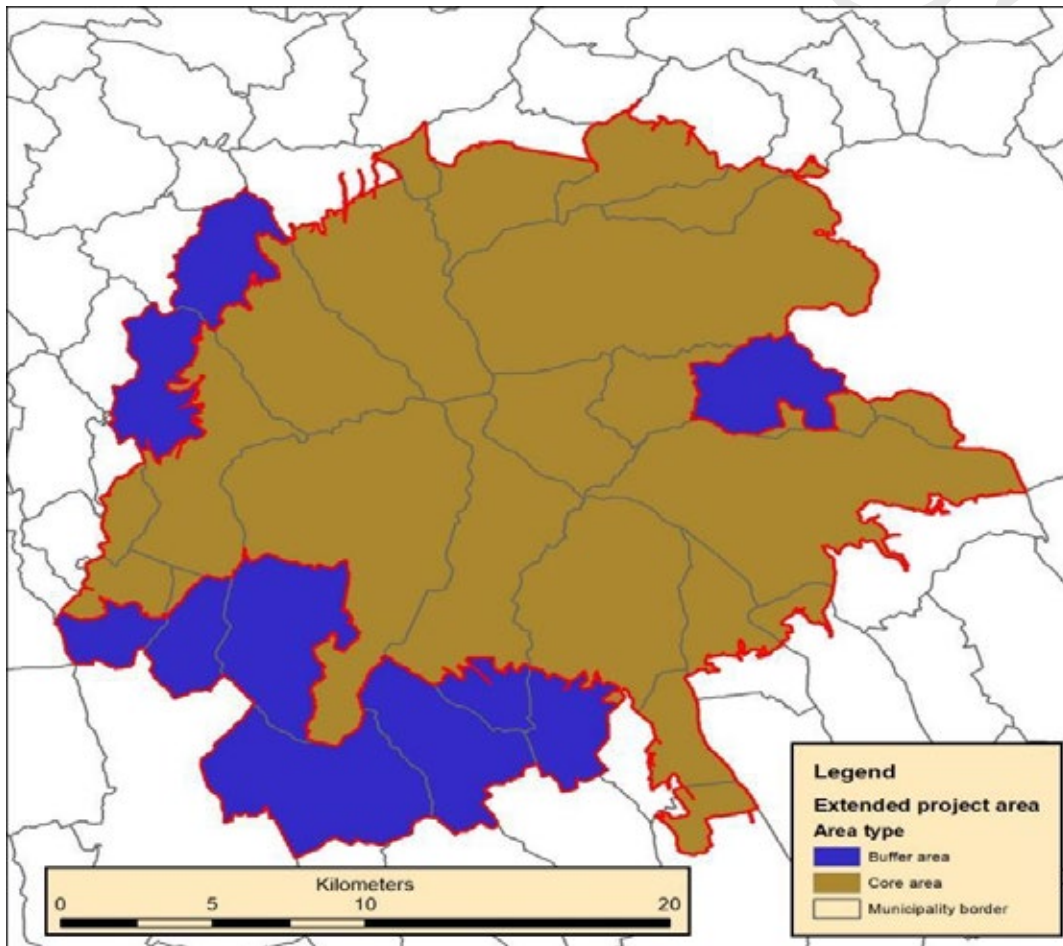 Legend
Extended project area
Area type
Buffer area
Core area
Municipality border
Kilometers
0 5 10 20